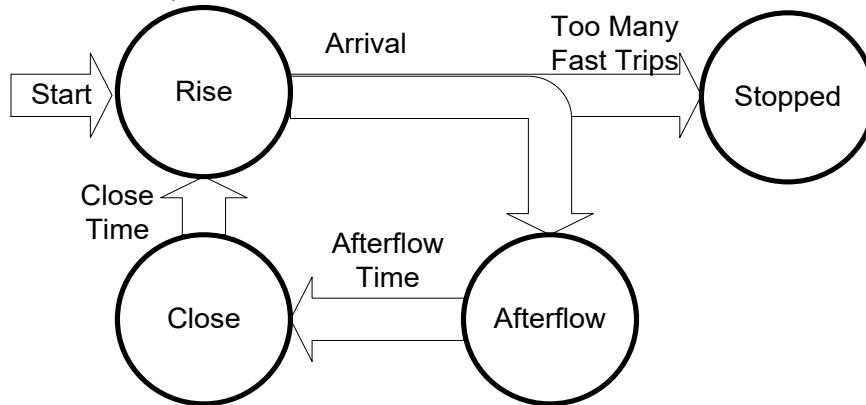 Arrival
Too Many
Fast Trips
Start
Rise
Stopped
Close
Time
Afterflow
Time
Close
Afterflow